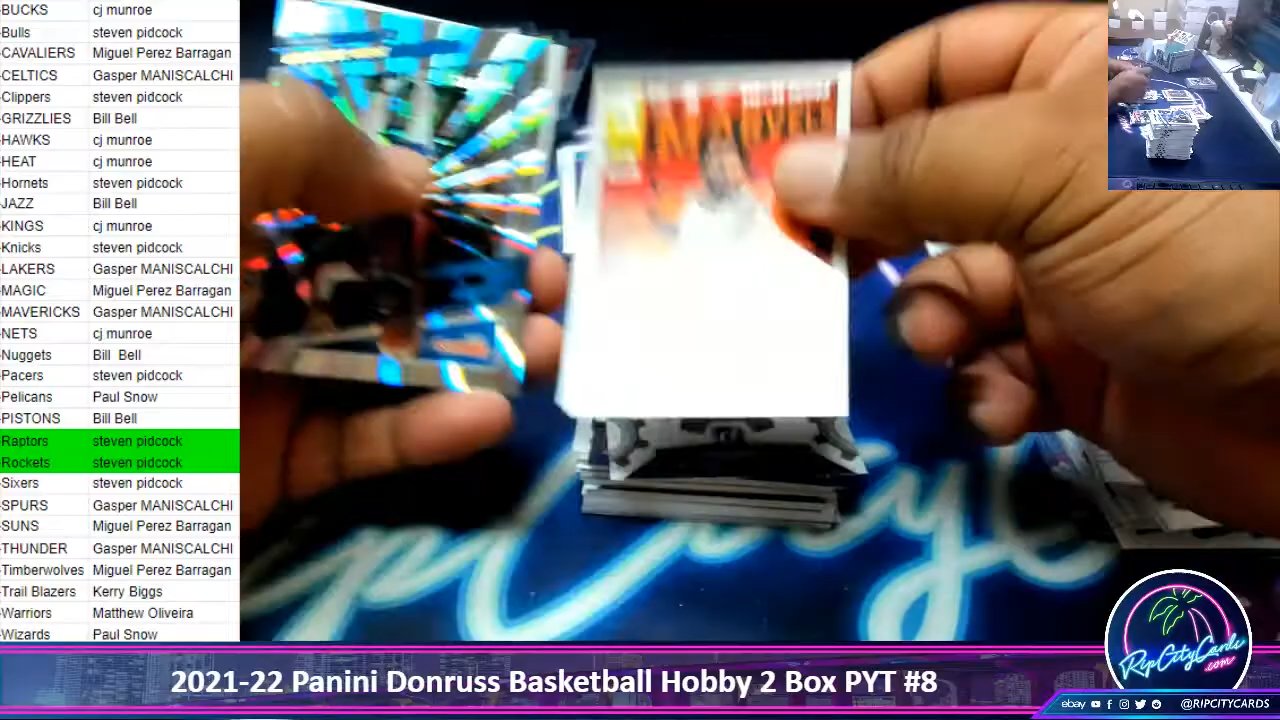 -BUCKS cj munroe
-Bulls steven pidcock
-CAVALIERS Miguel Perez Barragan
-CELTICS Gasper MANISCALCHI
-Clippers steven pidcock
-GRIZZLIES Bill Bell
-HAWKS cj munroe
-HEAT cj munroe
-Hornets steven pidcock
-JAZZ Bill Bell
-KINGS cj munroe
-Knicks steven pidcock
-LAKERS Gasper MANISCALCHI
-MAGIC Miguel Perez Barragan
-MAVERICKS Gasper MANISCALCHI
-NETS cj munroe
-Nuggets Bill Bell
-Pacers steven pidcock
-Pelicans Paul Snow
-PISTONS Bill Bell
-Raptors steven pidcock
-Rockets steven pidcock
-Sixers steven pidcock
-SPURS Gasper MANISCALCHI
-SUNS Miguel Perez Barragan
-THUNDER Gasper MANISCALCHI
-Timberwolves Miguel Perez Barragan
-Trail Blazers Kerry Biggs
-Warriors Matthew Oliveira
-Wizards Paul Snow
2021-22 Panini Donruss Basketball Hobby 2 Box PYT #8
RipCityCards
.com
ebay @RIPCITYCARDS